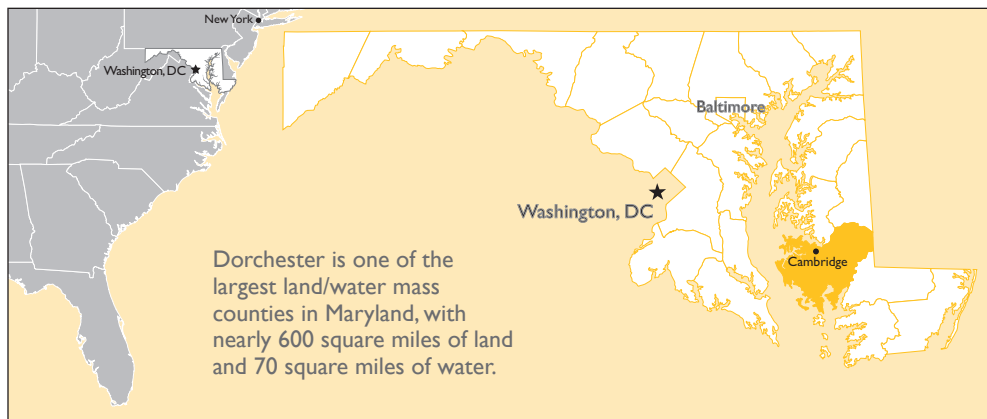 New York
Washington, DC
Baltimore
Washington, DC
Cambridge
Dorchester is one of the
largest land/water mass
counties in Maryland, with
nearly 600 square miles of land
and 70 square miles of water.